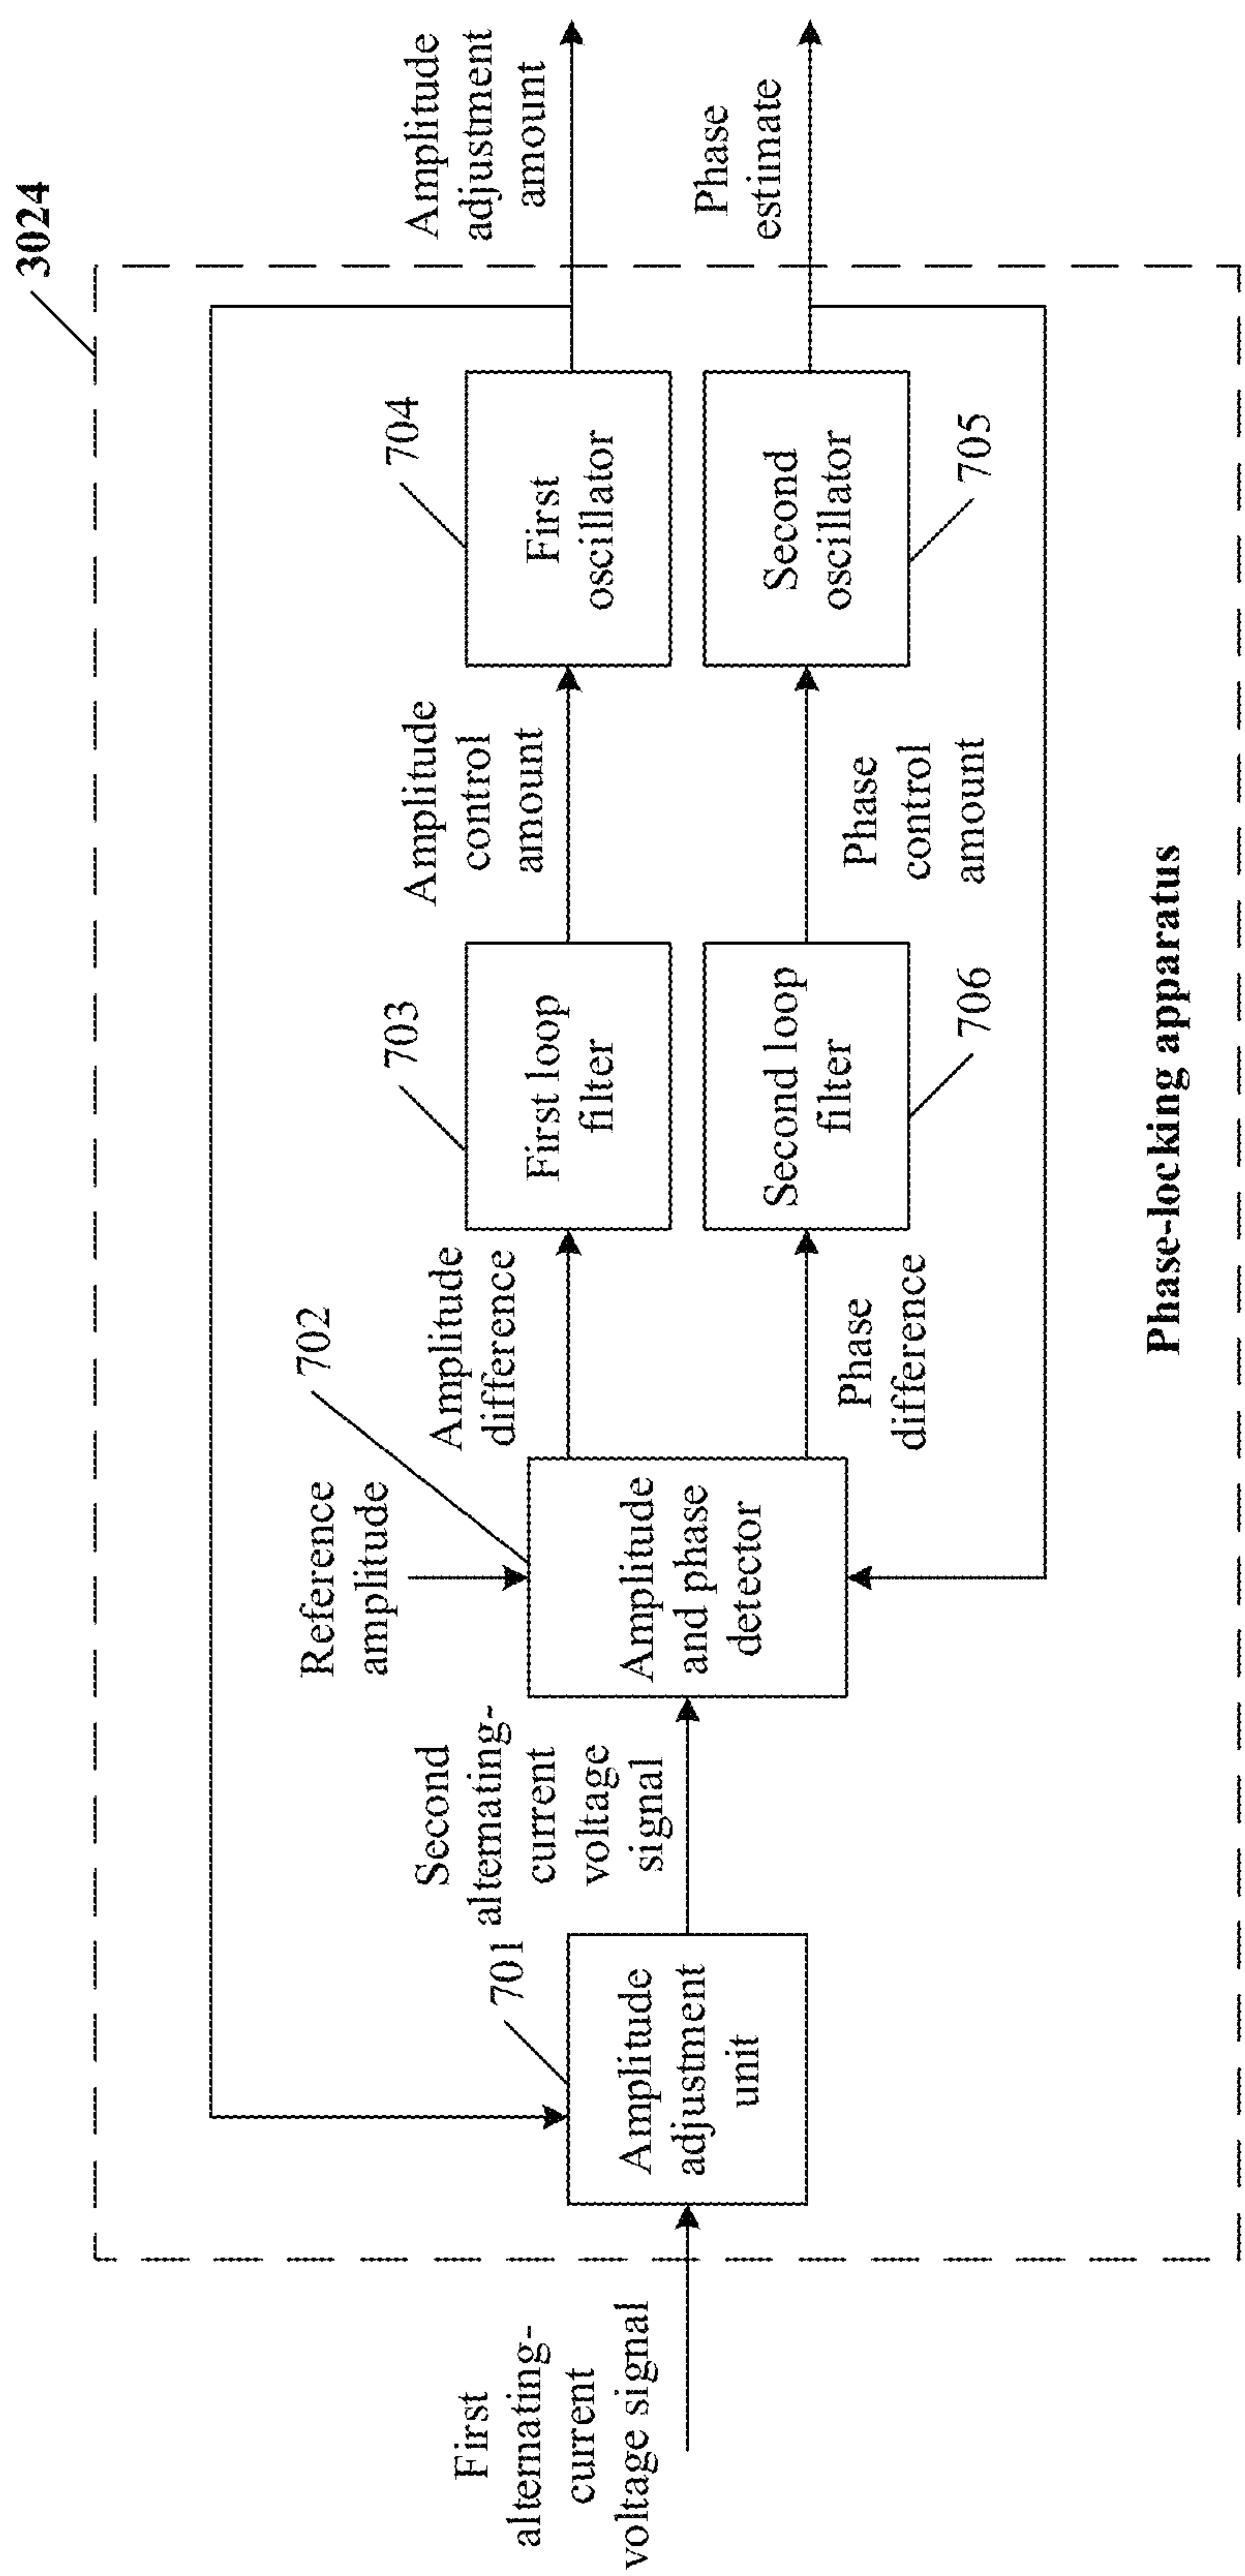 3024
First
alternating-
current
voltage signal
701
Amplitude
adjustment
unit
Second
alternating-
current
voltage
signal
Reference
amplitude
702
Amplitude
and phase
detector
Amplitude
difference
Phase
difference
703
First loop
filter
Second loop
filter
706
Amplitude
control
amount
Phase
control
amount
704
First
oscillator
Second
oscillator
705
Amplitude
adjustment
amount
Phase
estimate
Phase-locking apparatus